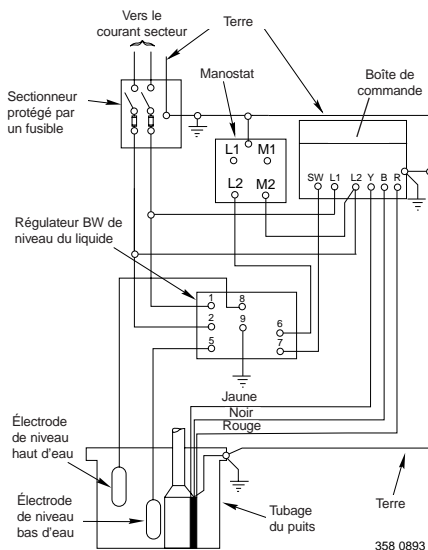 Vers le
courant secteur
Terre
Manostat
Boîte de
commande
Sectionneur
protégé par
un fusible
L1 M1
L2 M2
SW L1 L2 Y B R
Régulateur BW de
niveau du liquide
1 8
2 9 6
5 7
Jaune
Noir
Rouge
Électrode
de niveau
haut d'eau
Électrode
de niveau
bas d'eau
Tubage
du puits
Terre
358 0893